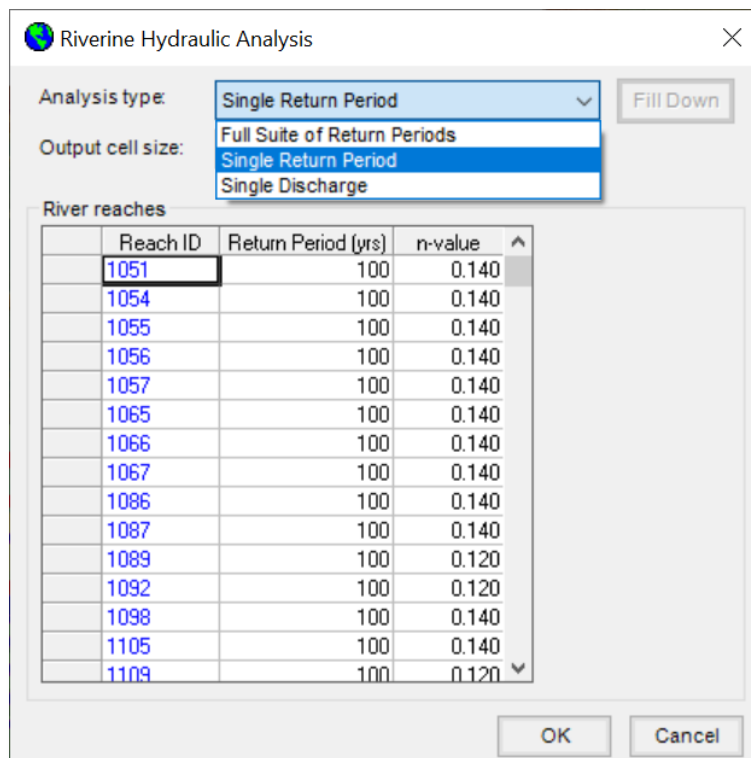 Riverine Hydraulic Analysis
Analysis type: Single Return Period Fill Down
Full Suite of Return Periods
Output cell size: Single Return Period
Single Discharge
River reaches
Reach ID Return Period (yrs) n-value
1051 100 0.140
1054 100 0.140
1055 100 0.140
1056 100 0.140
1057 100 0.140
1065 100 0.140
1066 100 0.140
1067 100 0.140
1086 100 0.140
1087 100 0.140
1089 100 0.120
1092 100 0.120
1098 100 0.140
1105 100 0.140
1109 100 0.120
OK Cancel